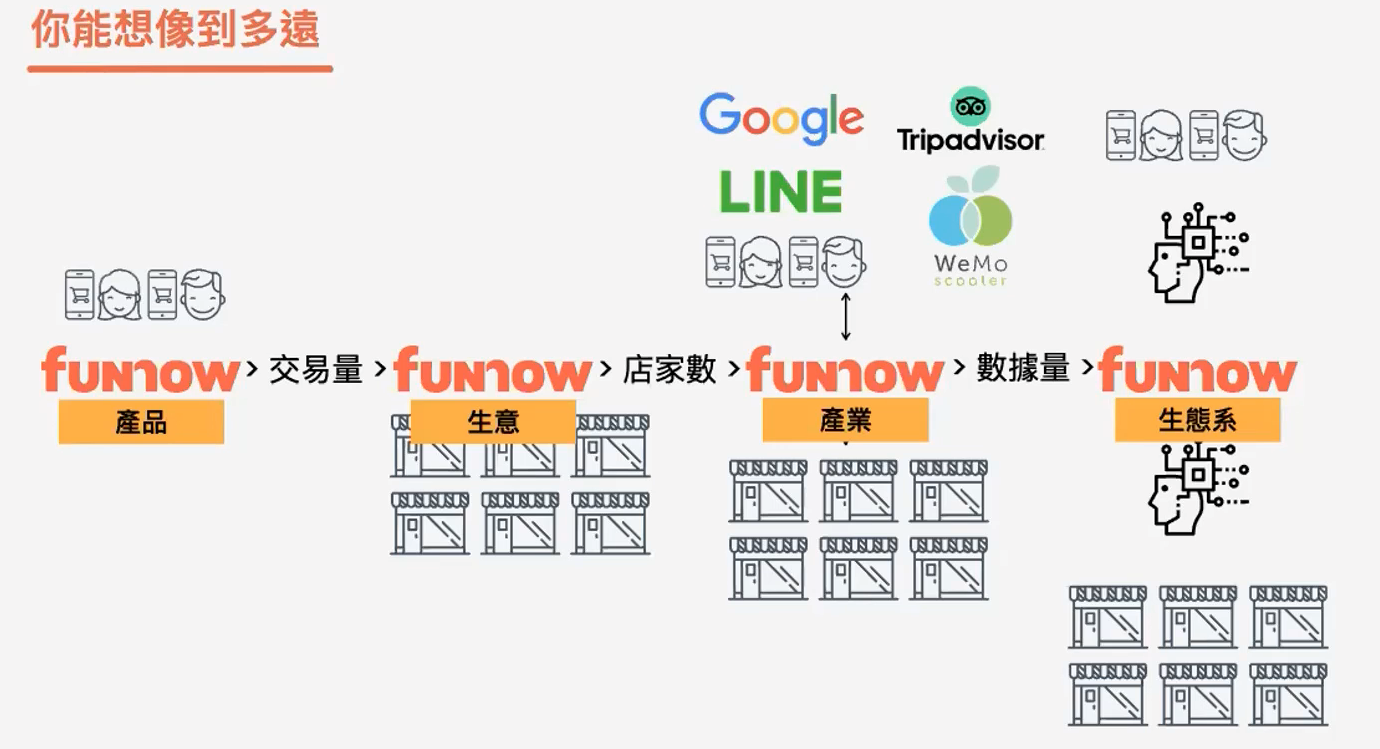 你能想像到多遠
Google
Tripadvisor
LINE
WeMo
scooter
funnow > 交易量 > funnow > 店家數 > funnow > 數據量 > funnow
產品
生意
產業
生態系